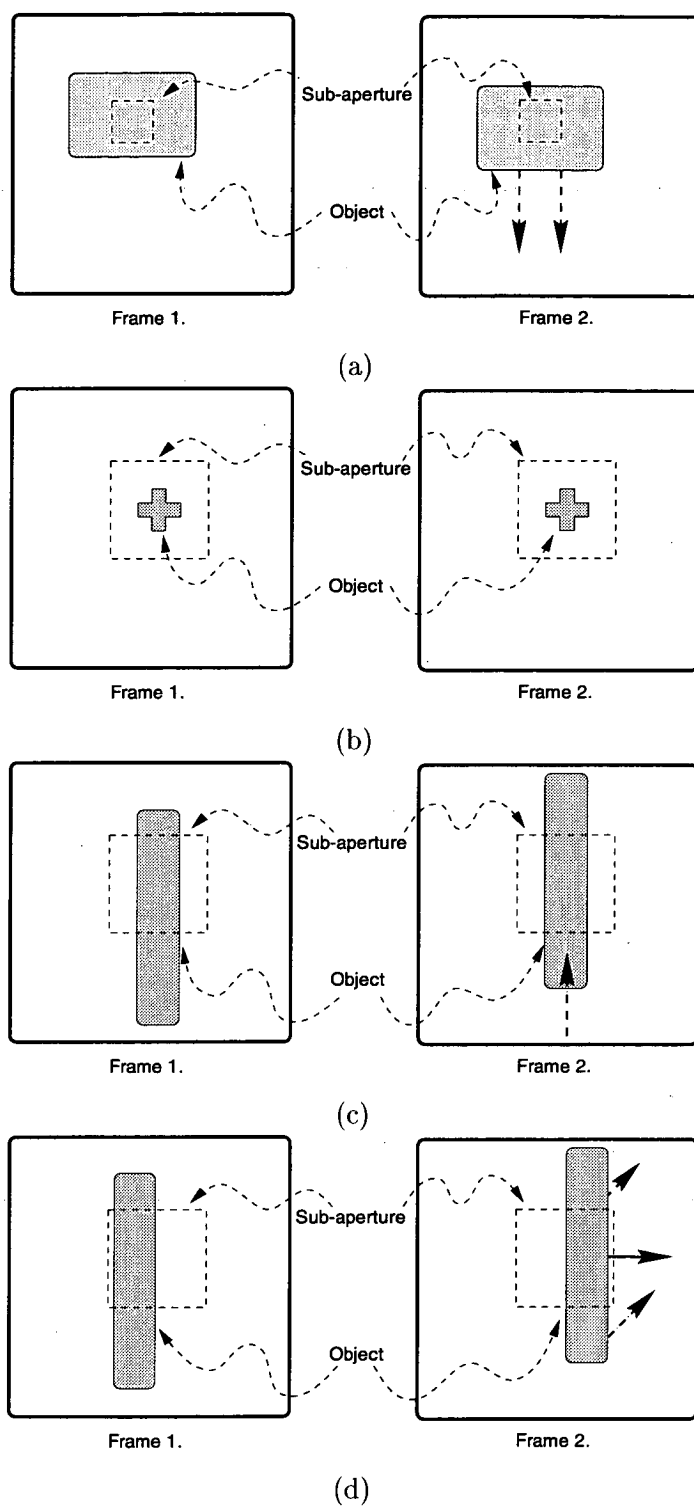 Sub-aperture
Object
Frame 1. Frame 2.
(a)
Sub-aperture
Object
Frame 1. Frame 2.
(b)
Sub-aperture
Object
Frame 1. Frame 2.
(c)
Sub-aperture
Object
Frame 1. Frame 2.
(d)